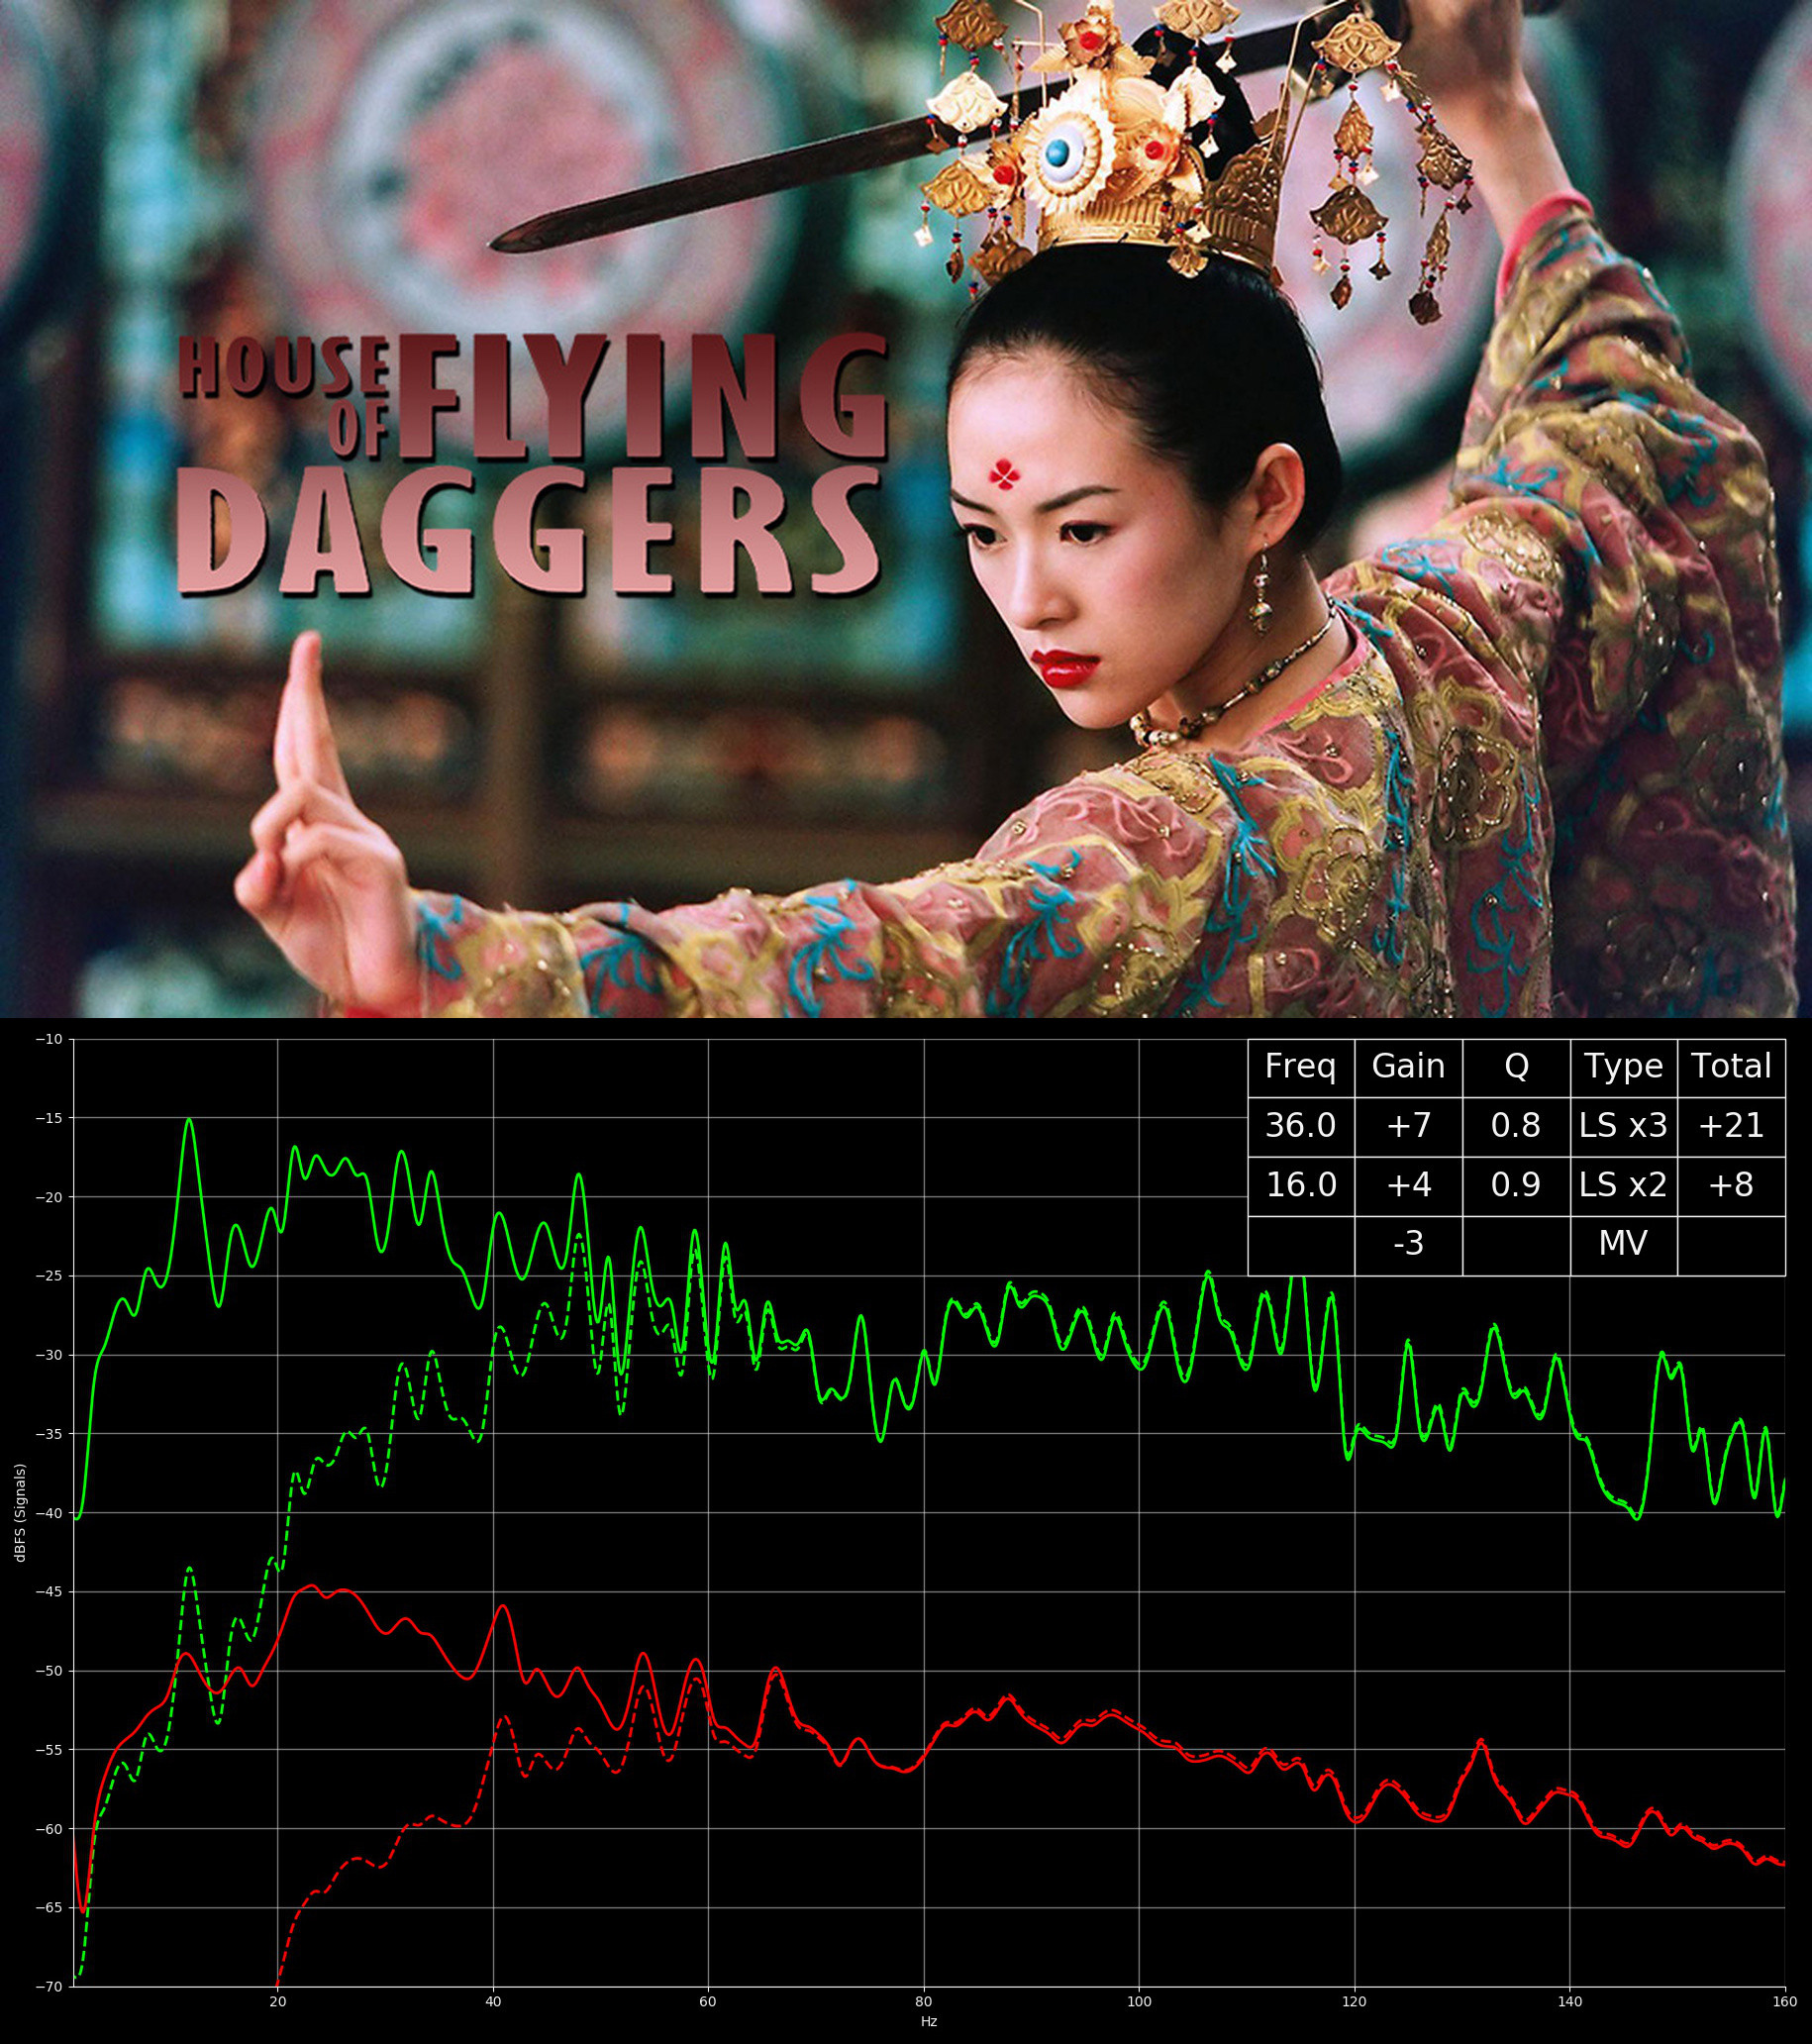 HOUSE
OF FLYING
DAGGERS
Freq Gain Q Type Total
36.0 +7 0.8 LS x3 +21
16.0 +4 0.9 LS x2 +8
-3 MV
−10
−15
−20
−25
−30
−35
−40
−45
−50
−55
−60
−65
−70
dBFS (Signals)
20 40 60 80 100 120 140 160
Hz